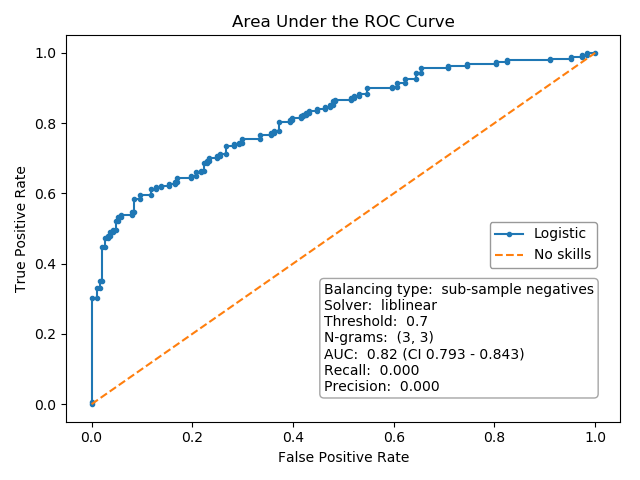 Area Under the ROC Curve
True Positive Rate
1.0
0.8
0.6
0.4
0.2
0.0
Logistic
No skills
Balancing type:  sub-sample negatives
Solver:  liblinear
Threshold:  0.7
N-grams:  (3, 3)
AUC:  0.82 (CI 0.793 - 0.843)
Recall:  0.000
Precision:  0.000
0.0 0.2 0.4 0.6 0.8 1.0
False Positive Rate